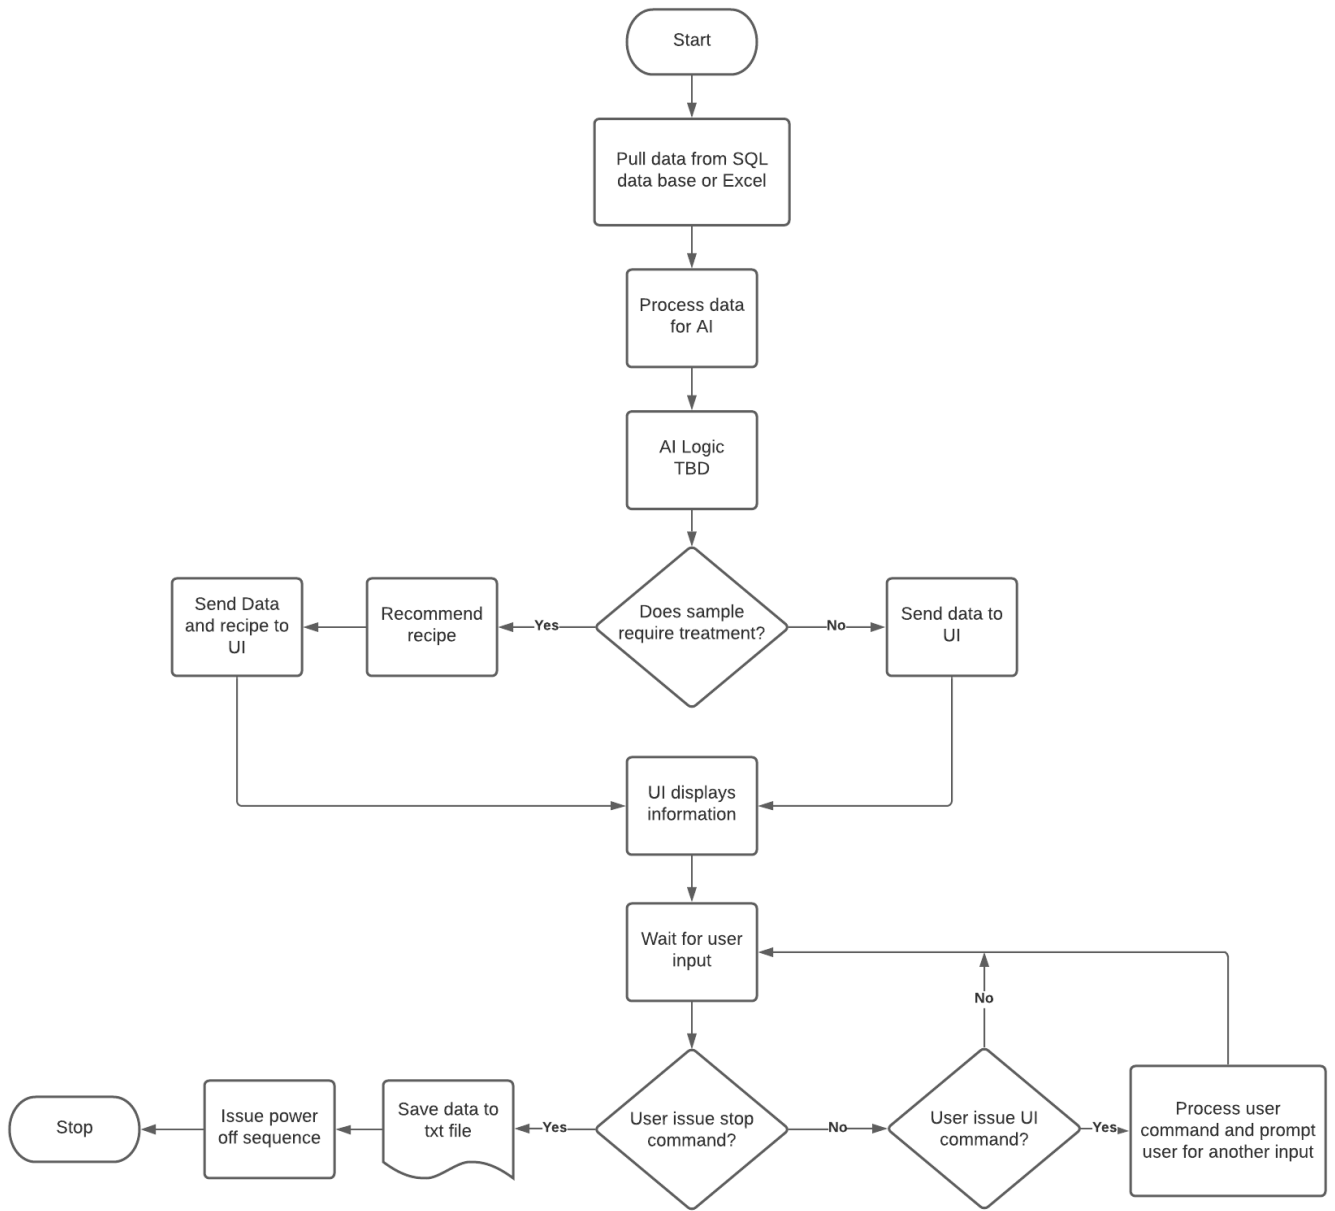 Start
Pull data from SQL
data base or Excel
Process data
for AI
AI Logic
TBD
Send Data
and recipe to
UI
Recommend
recipe
Yes
Does sample
require treatment?
No
Send data to
UI
UI displays
information
Wait for user
input
No
Stop
Issue power
off sequence
Save data to
txt file
Yes
User issue stop
command?
No
User issue UI
command?
Yes
Process user
command and prompt
user for another input